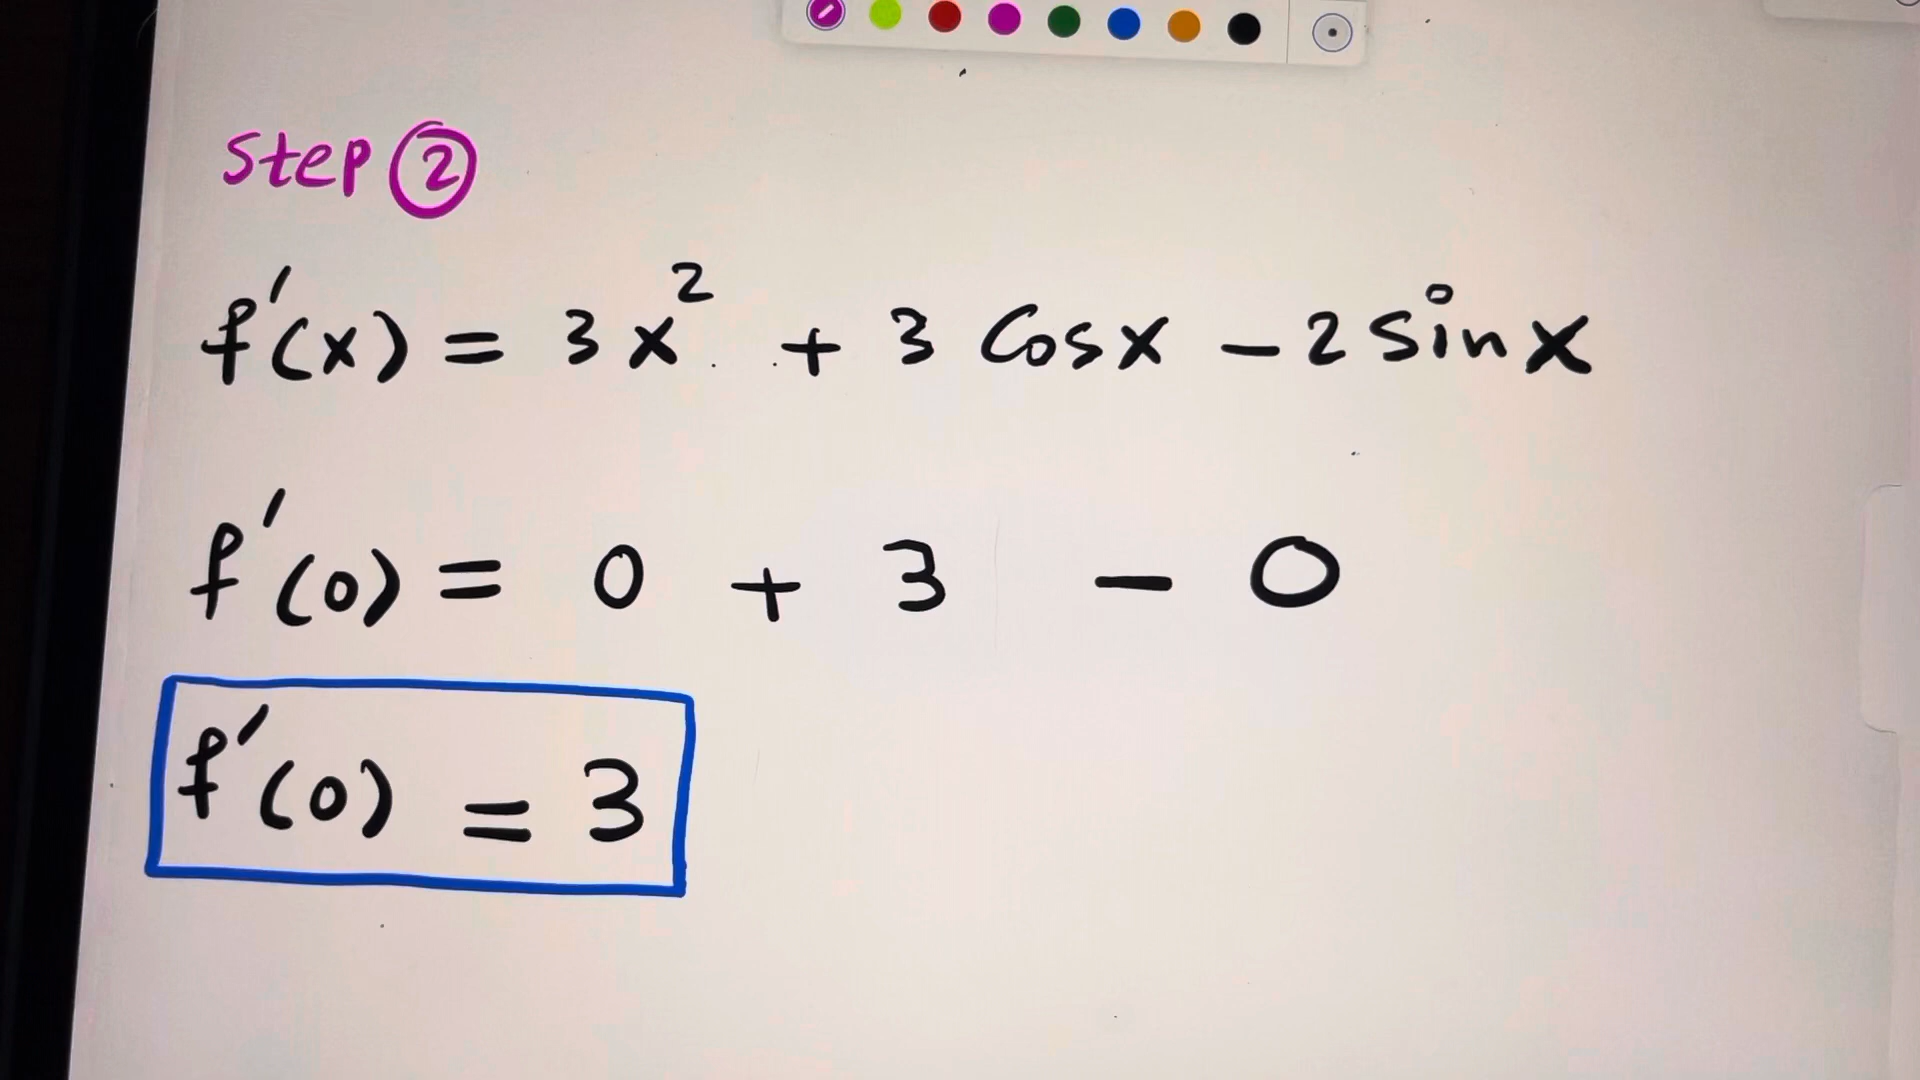 Step ②
f'(x) = 3x² + 3 Cosx - 2 sinx
f'(0) = 0 + 3 - 0
f'(0) = 3